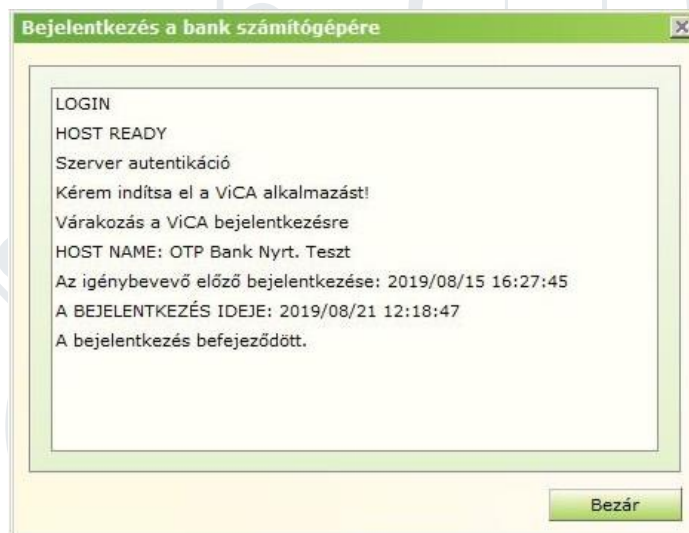 Bejelentkezés a bank számítógépére
LOGIN
HOST READY
Szerver autentikáció
Kérem indítsa el a ViCA alkalmazást!
Várakozás a ViCA bejelentkezésre
HOST NAME: OTP Bank Nyrt. Teszt
Az igénybevevő előző bejelentkezése: 2019/08/15 16:27:45
A BEJELENTKEZÉS IDEJE: 2019/08/21 12:18:47
A bejelentkezés befejeződött.
Bezár